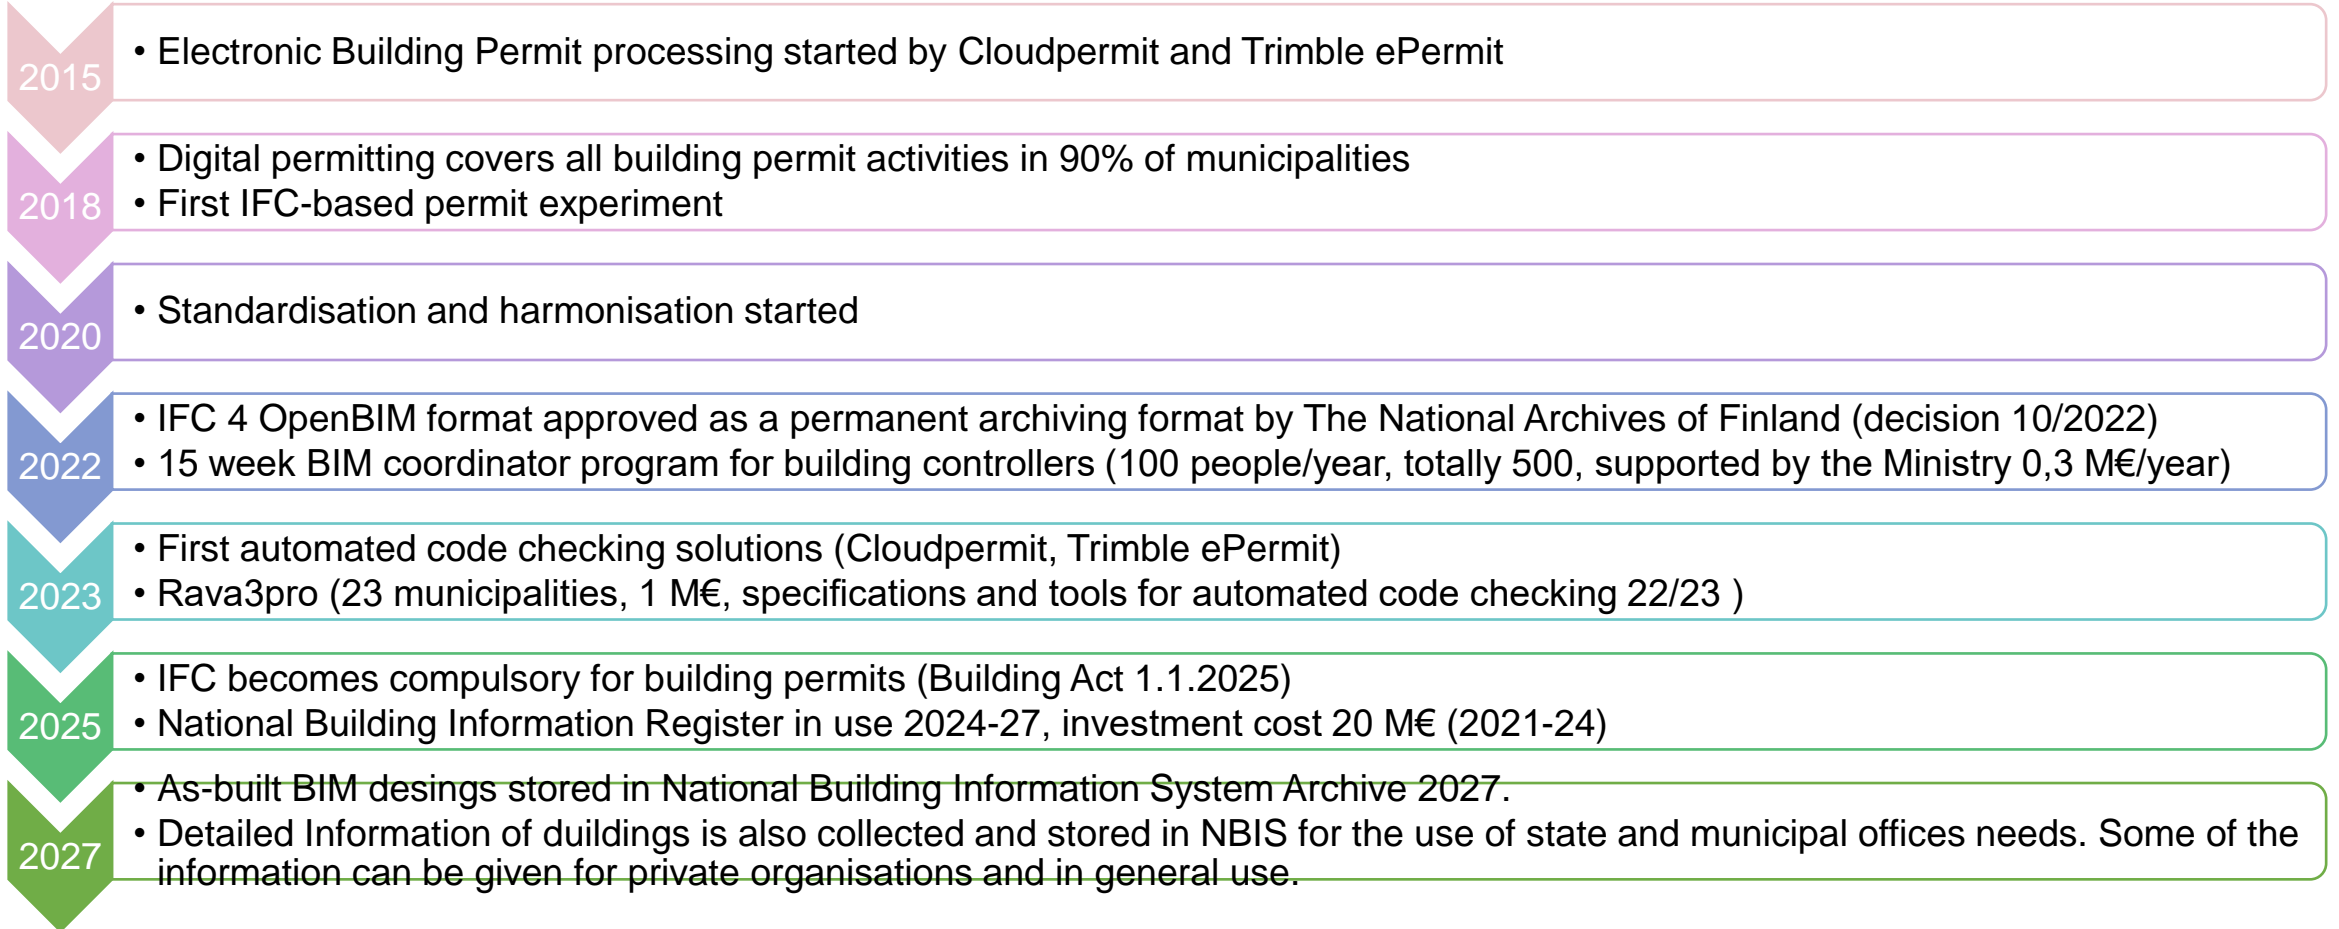 2015
• Electronic Building Permit processing started by Cloudpermit and Trimble ePermit
2018
• Digital permitting covers all building permit activities in 90% of municipalities
• First IFC-based permit experiment
2020
• Standardisation and harmonisation started
2022
• IFC 4 OpenBIM format approved as a permanent archiving format by The National Archives of Finland (decision 10/2022)
• 15 week BIM coordinator program for building controllers (100 people/year, totally 500, supported by the Ministry 0,3 M€/year)
2023
• First automated code checking solutions (Cloudpermit, Trimble ePermit)
• Rava3pro (23 municipalities, 1 M€, specifications and tools for automated code checking 22/23 )
2025
• IFC becomes compulsory for building permits (Building Act 1.1.2025)
• National Building Information Register in use 2024-27, investment cost 20 M€ (2021-24)
2027
• As-built BIM desings stored in National Building Information System Archive 2027.
• Detailed Information of duildings is also collected and stored in NBIS for the use of state and municipal offices needs. Some of the
information can be given for private organisations and in general use.